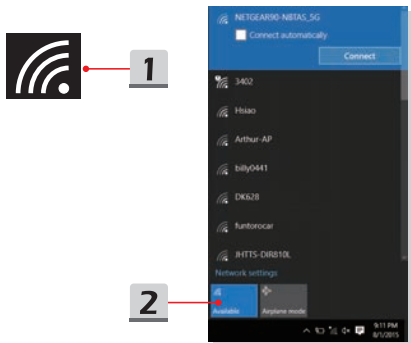 1
NETGEAR90-N8TAS_5G
Connect automatically
Connect
3402
Hsiao
Arthur-AP
billy0441
DK628
funtorocar
JHTTS-DIR810L
Network settings
2
Available
Airplane mode
9:11 PM
8/1/2015